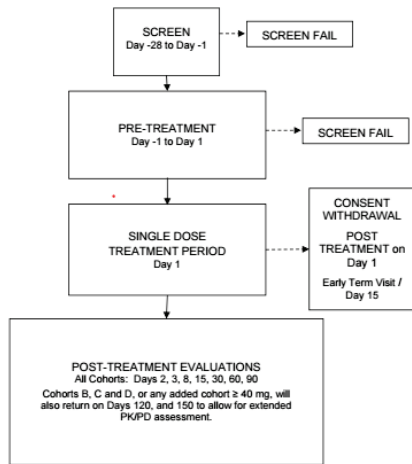 SCREEN
Day -28 to Day -1
SCREEN FAIL
PRE-TREATMENT
Day -1 to Day 1
SCREEN FAIL
SINGLE DOSE
TREATMENT PERIOD
Day 1
CONSENT
WITHDRAWAL
POST
TREATMENT on
Day 1
Early Term Visit /
Day 15
POST-TREATMENT EVALUATIONS
All Cohorts: Days 2, 3, 8, 15, 30, 60, 90
Cohorts B, C and D, or any added cohort ≥ 40 mg, will
also return on Days 120, and 150 to allow for extended
PK/PD assessment.